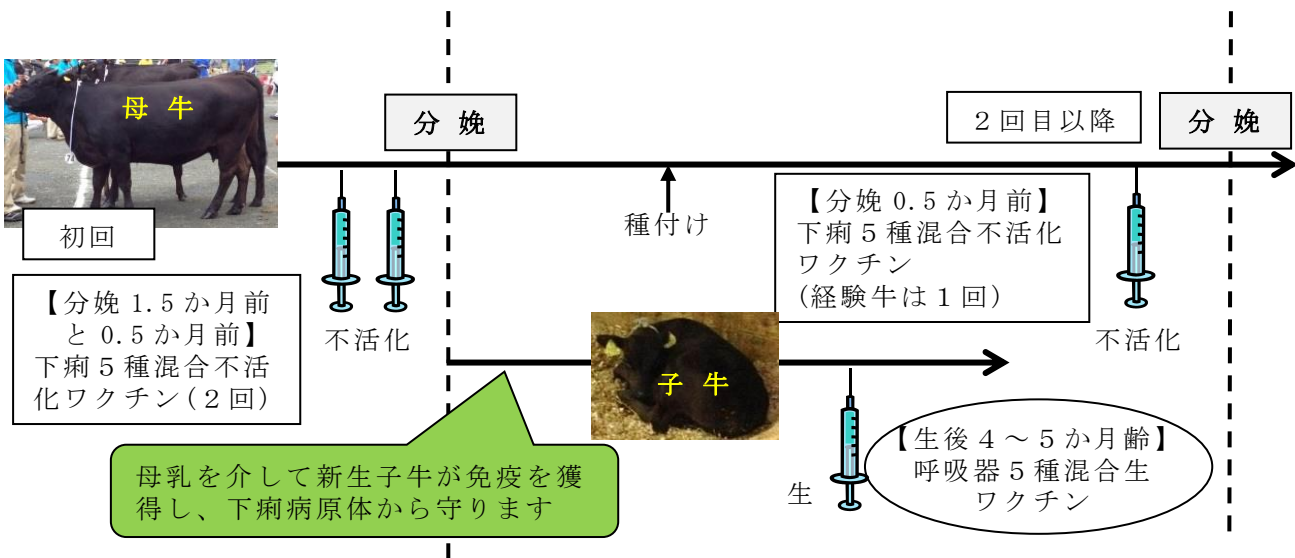 母 牛
初回
【分娩 1.5 か月前
と 0.5 か月前】
下痢５種混合不活
化ワクチン(２回)
不活化
分 娩
種付け
２回目以降
【分娩 0.5 か月前】
下痢５種混合不活化
ワクチン
(経験牛は１回)
分 娩
不活化
子 牛
母乳を介して新生子牛が免疫を獲
得し、下痢病原体から守ります
生
【生後４～５か月齢】
呼吸器５種混合生
ワクチン